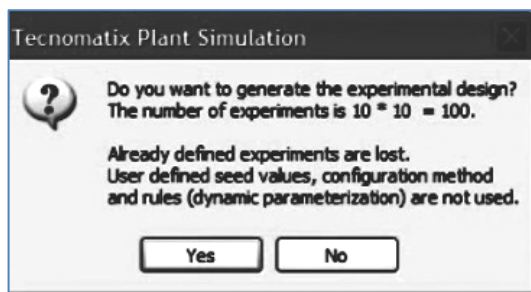 Tecnomatix Plant Simulation
Do you want to generate the experimental design?
The number of experiments is 10 * 10 = 100.
Already defined experiments are lost.
User defined seed values, configuration method
and rules (dynamic parameterization) are not used.
Yes
No